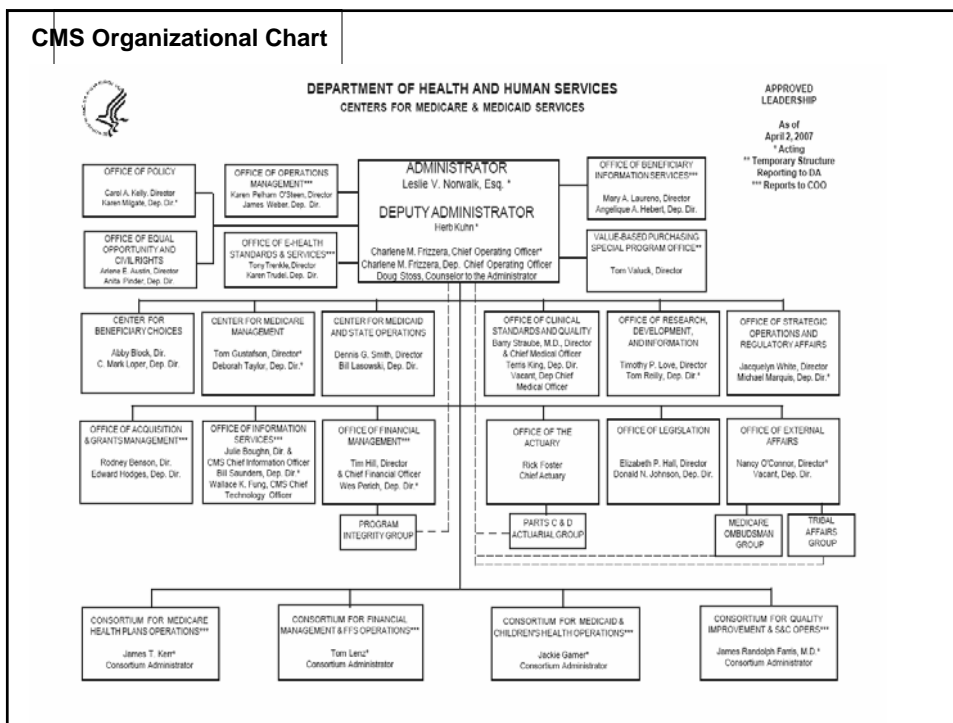 CMS Organizational Chart
DEPARTMENT OF HEALTH AND HUMAN SERVICES
CENTERS FOR MEDICARE & MEDICAID SERVICES
APPROVED
LEADERSHIP
As of
April 2, 2007
* Acting
** Temporary Structure
Reporting to DA
*** Reports to COO
OFFICE OF POLICY
Carol A. Kelly, Director
Karen Milgate, Dep. Dir.*
OFFICE OF OPERATIONS
MANAGEMENT***
Karen Pelham O'Steen, Director
James Weber, Dep. Dir.
ADMINISTRATOR
Leslie V. Norwalk, Esq. *
DEPUTY ADMINISTRATOR
Herb Kuhn *
Charlene M. Frizzera, Chief Operating Officer*
Charlene M. Frizzera, Dep. Chief Operating Officer
Doug Stoss, Counselor to the Administrator
OFFICE OF BENEFICIARY
INFORMATION SERVICES***
Mary A. Laureno, Director
Angelique A. Hebert, Dep. Dir.
OFFICE OF EQUAL
OPPORTUNITY AND
CIVIL RIGHTS
Arlene E. Austin, Director
Anita Pinder, Dep. Dir.
OFFICE OF E-HEALTH
STANDARDS & SERVICES***
Tony Trenkle, Director
Karen Trudel, Dep. Dir.
VALUE-BASED PURCHASING
SPECIAL PROGRAM OFFICE**
Tom Valuck, Director
CENTER FOR
BENEFICIARY CHOICES
Abby Block, Dir.
C. Mark Loper, Dep. Dir.
CENTER FOR MEDICARE
MANAGEMENT
Tom Gustafson, Director*
Deborah Taylor, Dep. Dir.*
CENTER FOR MEDICAID
AND STATE OPERATIONS
Dennis G. Smith, Director
Bill Lasowski, Dep. Dir.
OFFICE OF CLINICAL
STANDARDS AND QUALITY
Barry Straube, M.D., Director
& Chief Medical Officer
Terris King, Dep. Dir.
Vacant, Dep Chief
Medical Officer
OFFICE OF RESEARCH,
DEVELOPMENT,
AND INFORMATION
Timothy P. Love, Director
Tom Reilly, Dep. Dir.*
OFFICE OF STRATEGIC
OPERATIONS AND
REGULATORY AFFAIRS
Jacquelyn White, Director
Michael Marquis, Dep. Dir.*
OFFICE OF ACQUISITION
& GRANTS MANAGEMENT***
Rodney Benson, Dir.
Edward Hodges, Dep. Dir.
OFFICE OF INFORMATION
SERVICES***
Julie Boughn, Dir. &
CMS Chief Information Officer
Bill Saunders, Dep. Dir.*
Wallace K. Fung, CMS Chief
Technology Officer
OFFICE OF FINANCIAL
MANAGEMENT***
Tim Hill, Director
& Chief Financial Officer
Wes Perich, Dep. Dir.*
OFFICE OF THE
ACTUARY
Rick Foster
Chief Actuary
OFFICE OF LEGISLATION
Elizabeth P. Hall, Director
Donald N. Johnson, Dep. Dir.
OFFICE OF EXTERNAL
AFFAIRS
Nancy O'Connor, Director*
Vacant, Dep. Dir.
PROGRAM
INTEGRITY GROUP
PARTS C & D
ACTUARIAL GROUP
MEDICARE
OMBUDSMAN
GROUP
TRIBAL
AFFAIRS
GROUP
CONSORTIUM FOR MEDICARE
HEALTH PLANS OPERATIONS***
James T. Kerr*
Consortium Administrator
CONSORTIUM FOR FINANCIAL
MANAGEMENT & FFS OPERATIONS***
Tom Lenz*
Consortium Administrator
CONSORTIUM FOR MEDICAID &
CHILDREN'S HEALTH OPERATIONS***
Jackie Garner*
Consortium Administrator
CONSORTIUM FOR QUALITY
IMPROVEMENT & S&C OPERS***
James Randolph Farris, M.D.*
Consortium Administrator